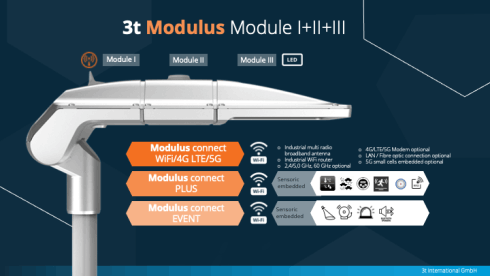 3t Modulus Module I+II+III
Module I
Module II
Module III
LED
Modulus connect
WiFi/4G LTE/5G
Wi-Fi
Industrial multi radio
broadband antenna
Industrial WiFi router
2.4/5,0 GHz, 60 GHz optional
4G/LTE/5G Modem optional
LAN / Fibre optic connection optional
5G small cells embedded optional
Modulus connect
PLUS
Wi-Fi
Sensoric
embedded
Modulus connect
EVENT
Wi-Fi
Sensoric
embedded
3t International GmbH